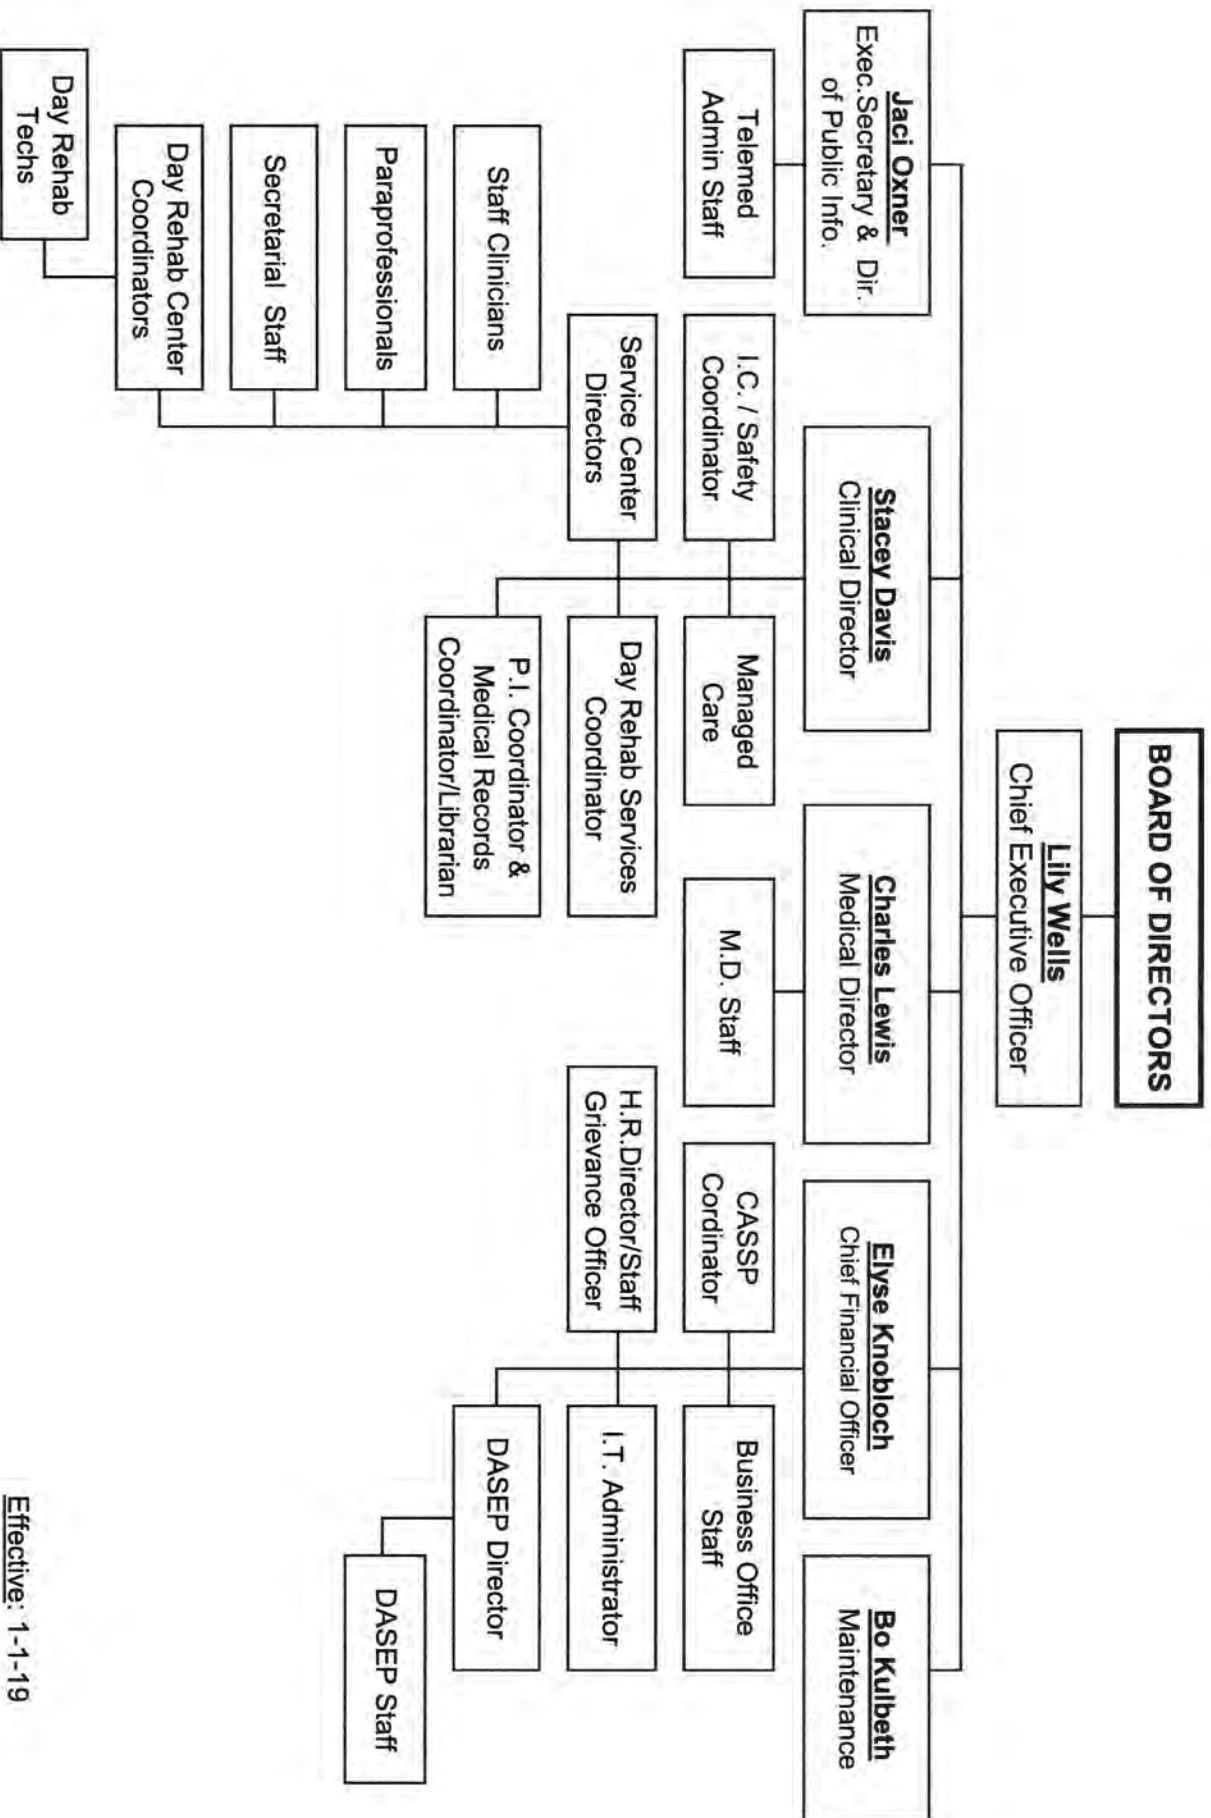 BOARD OF DIRECTORS
Lily Wells
Chief Executive Officer
Jaci Oxner
Exec.Secretary & Dir.
of Public Info.
Stacey Davis
Clinical Director
Charles Lewis
Medical Director
Elyse Knobloch
Chief Financial Officer
Bo Kulbeth
Maintenance
Telemed
Admin Staff
I.C. / Safety
Coordinator
Managed
Care
M.D. Staff
CASSP
Cordinator
Business Office
Staff
Service Center
Directors
Day Rehab Services
Coordinator
H.R.Director/Staff
Grievance Officer
I.T. Administrator
Staff Clinicians
P.I. Coordinator &
Medical Records
Coordinator/Librarian
DASEP Director
Paraprofessionals
DASEP Staff
Secretarial Staff
Day Rehab Center
Coordinators
Day Rehab
Techs
Effective: 1-1-19